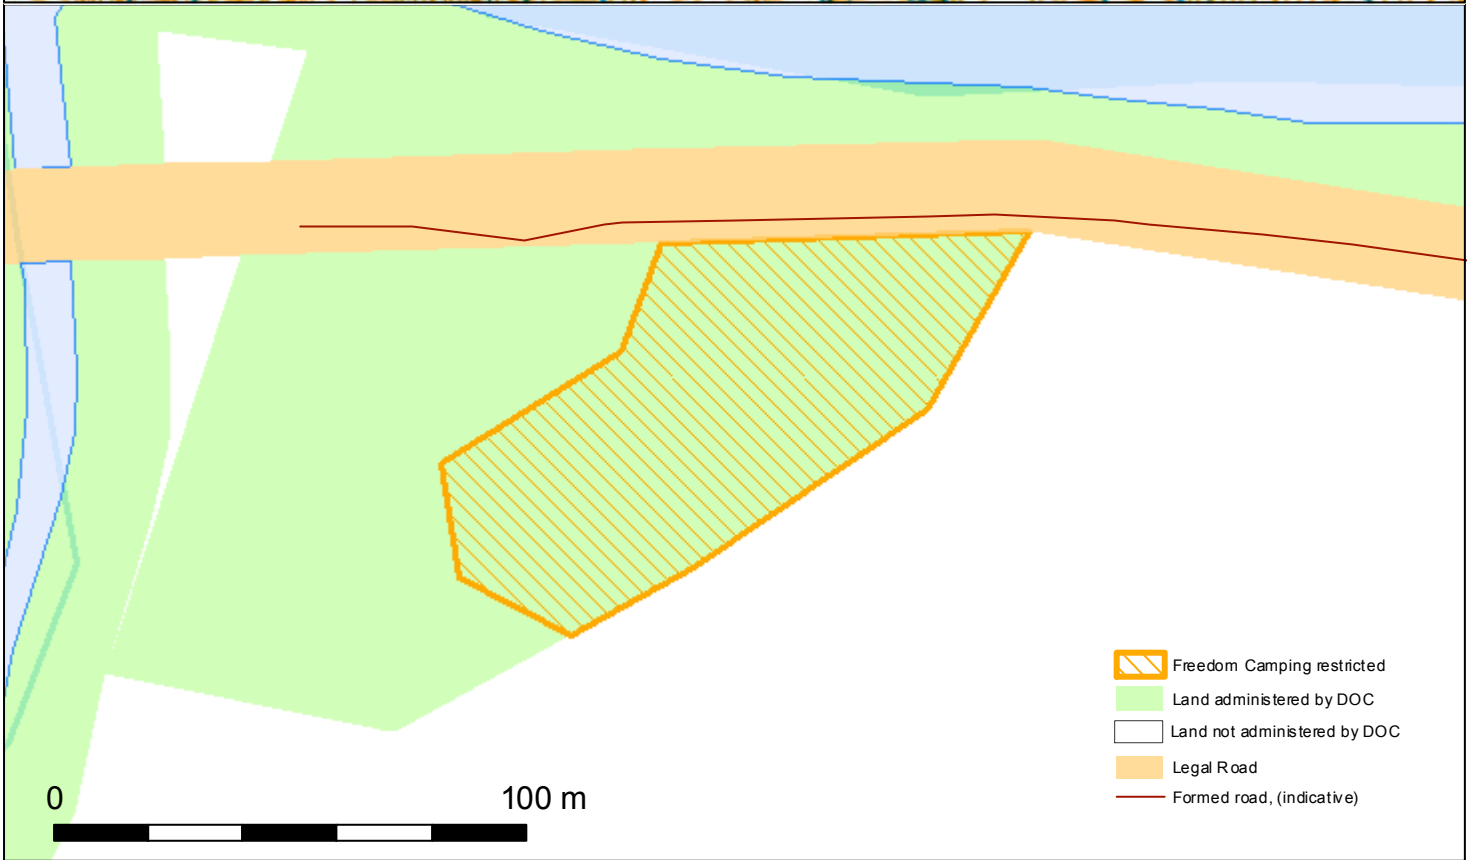 Freedom Camping restricted
Land administered by DOC
Land not administered by DOC
Legal Road
Formed road, (indicative)
0 100 m